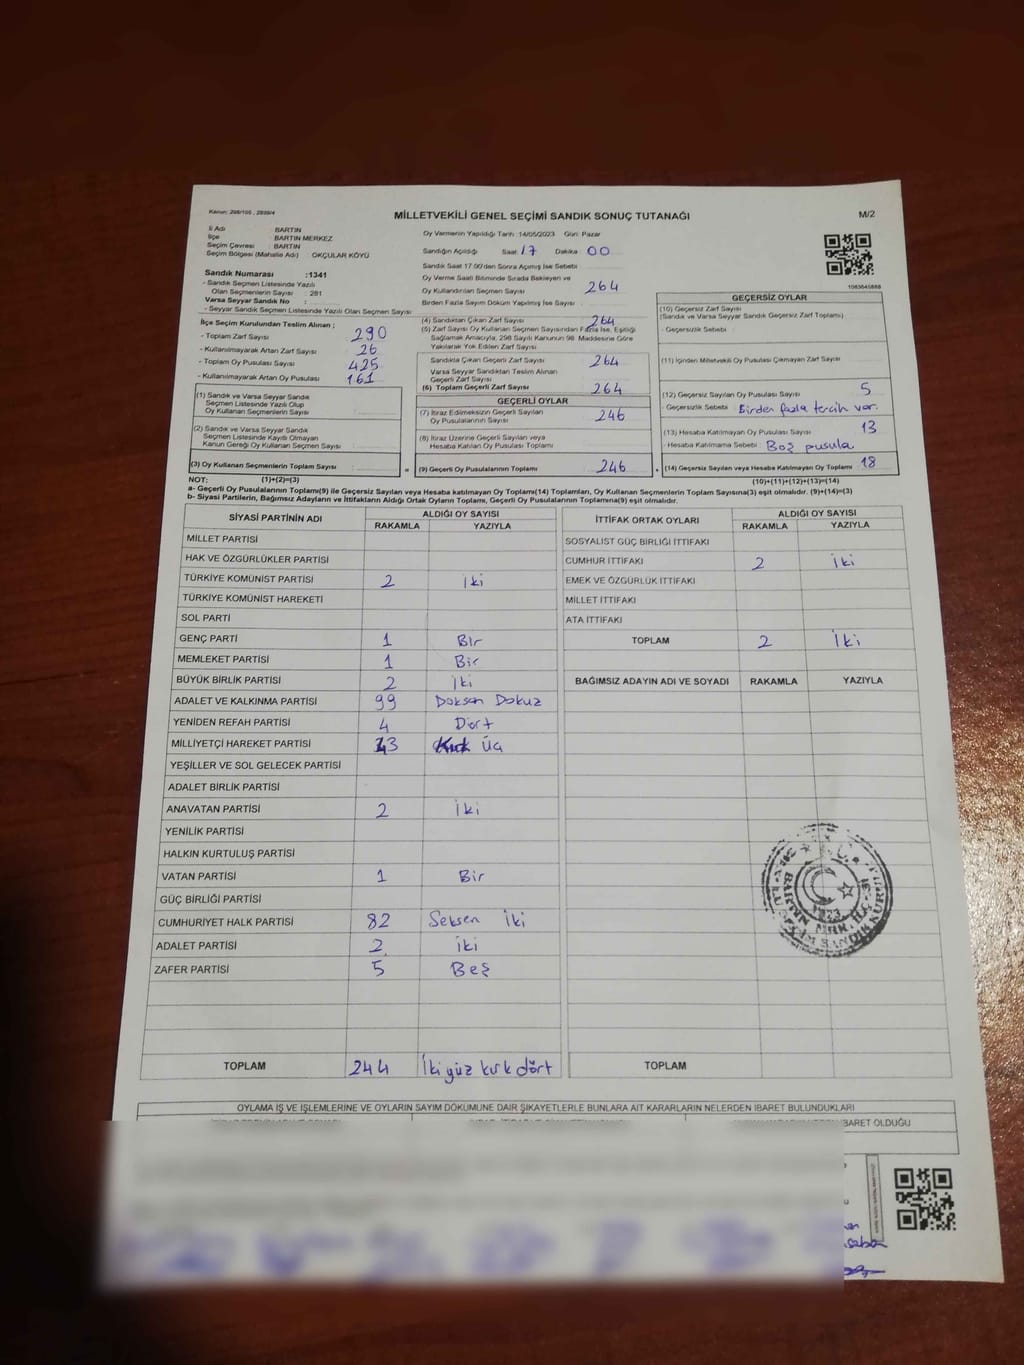 Kanun: 298/105 , 2839/4
MİLLETVEKİLİ GENEL SEÇİMİ SANDIK SONUÇ TUTANAĞI
M/2
İl Adı : BARTIN
İlçe : BARTIN MERKEZ
Seçim Çevresi : BARTIN
Seçim Bölgesi (Mahalle Adı) OKÇULAR KÖYÜ
Oy Vermenin Yapıldığı Tarih :14/05/2023 Gün: Pazar
Sandığın Açıldığı Saat 17 Dakika 00
Sandık Saat 17:00'den Sonra Açılmış İse Sebebi
Oy Verme Saati Bitiminde Sırada Bekleyen ve
Oy Kullandırılan Seçmen Sayısı 264
Birden Fazla Sayım Döküm Yapılmış İse Sayısı
Sandık Numarası :1341
- Sandık Seçmen Listesinde Yazılı
Olan Seçmenlerin Sayısı : 281
Varsa Seyyar Sandık No :
- Seyyar Sandık Seçmen Listesinde Yazılı Olan Seçmen Sayısı
İlçe Seçim Kurulundan Teslim Alınan ;
- Toplam Zarf Sayısı 290
- Kullanılmayarak Artan Zarf Sayısı 26
- Toplam Oy Pusulası Sayısı 425
- Kullanılmayarak Artan Oy Pusulası 161
(1) Sandık ve Varsa Seyyar Sandık
Seçmen Listesinde Yazılı Olup
Oy Kullanan Seçmenlerin Sayısı
(2) Sandık ve Varsa Seyyar Sandık
Seçmen Listesinde Kayıtlı Olmayan
Kanun Gereği Oy Kullanan Seçmen Sayısı
(3) Oy Kullanan Seçmenlerin Toplam Sayısı =
(4) Sandıktan Çıkan Zarf Sayısı 264
(5) Zarf Sayısı Oy Kullanan Seçmen Sayısından Fazla İse, Eşitliği
Sağlamak Amacıyla, 298 Sayılı Kanunun 98. Maddesine Göre
Yakılarak Yok Edilen Zarf Sayısı
Sandıkta Çıkan Geçerli Zarf Sayısı 264
Varsa Seyyar Sandıktan Teslim Alınan
Geçerli Zarf Sayısı
(6) Toplam Geçerli Zarf Sayısı 264
GEÇERLİ OYLAR
(7) İtiraz Edilmeksizin Geçerli Sayılan
Oy Pusulalarının Sayısı 246
(8) İtiraz Üzerine Geçerli Sayılan veya
Hesaba Katılan Oy Pusulası Toplamı
(9) Geçerli Oy Pusulalarının Toplamı 246 +
1083645888
GEÇERSİZ OYLAR
(10) Geçersiz Zarf Sayısı
(Sandık ve Varsa Seyyar Sandık Geçersiz Zarf Toplamı)
- Geçersizlik Sebebi
(11) İçinden Milletvekili Oy Pusulası Çıkmayan Zarf Sayısı
(12) Geçersiz Sayılan Oy Pusulası Sayısı 5
Geçersizlik Sebebi Birden fazla tercih var.
(13) Hesaba Katılmayan Oy Pusulası Sayısı 13
- Hesaba Katılmama Sebebi Boş pusula
(14) Geçersiz Sayılan veya Hesaba Katılmayan Oy Toplamı 18
NOT: (1)+(2)=(3) (10)+(11)+(12)+(13)=(14)
a- Geçerli Oy Pusulalarının Toplamı(9) ile Geçersiz Sayılan veya Hesaba katılmayan Oy Toplamı(14) Toplamları, Oy Kullanan Seçmenlerin Toplam Sayısına(3) eşit olmalıdır. (9)+(14)=(3)
b- Siyasi Partilerin, Bağımsız Adayların ve İttifakların Aldığı Ortak Oyların Toplamı, Geçerli Oy Pusulalarının Toplamına(9) eşit olmalıdır.
SİYASİ PARTİNİN ADI ALDIĞI OY SAYISI
RAKAMLA YAZIYLA
MİLLET PARTİSİ
HAK VE ÖZGÜRLÜKLER PARTİSİ
TÜRKİYE KOMÜNİST PARTİSİ 2 İki
TÜRKİYE KOMÜNİST HAREKETİ
SOL PARTİ
GENÇ PARTİ 1 Bir
MEMLEKET PARTİSİ 1 Bir
BÜYÜK BİRLİK PARTİSİ 2 İki
ADALET VE KALKINMA PARTİSİ 99 Doksan Dokuz
YENİDEN REFAH PARTİSİ 4 Dört
MİLLİYETÇİ HAREKET PARTİSİ 43 Kırk Üç
YEŞİLLER VE SOL GELECEK PARTİSİ
ADALET BİRLİK PARTİSİ
ANAVATAN PARTİSİ 2 İki
YENİLİK PARTİSİ
HALKIN KURTULUŞ PARTİSİ
VATAN PARTİSİ 1 Bir
GÜÇ BİRLİĞİ PARTİSİ
CUMHURİYET HALK PARTİSİ 82 Seksen İki
ADALET PARTİSİ 2 İki
ZAFER PARTİSİ 5 Beş
TOPLAM 244 İki yüz kırk dört
İTTİFAK ORTAK OYLARI ALDIĞI OY SAYISI
RAKAMLA YAZIYLA
SOSYALİST GÜÇ BİRLİĞİ İTTİFAKI
CUMHUR İTTİFAKI 2 İki
EMEK VE ÖZGÜRLÜK İTTİFAKI
MİLLET İTTİFAKI
ATA İTTİFAKI
TOPLAM 2 İki
BAĞIMSIZ ADAYIN ADI VE SOYADI RAKAMLA YAZIYLA
TOPLAM
OYLAMA İŞ VE İŞLEMLERİNE VE OYLARIN SAYIM DÖKÜMÜNE DAİR ŞİKAYETLERLE BUNLARA AİT KARARLARIN NELERDEN İBARET BULUNDUKLARI
BARET OLDUĞU